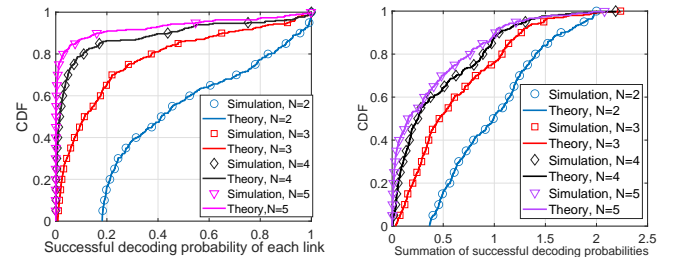 1
0.8
0.6
0.4
0.2
0
CDF
0 0.2 0.4 0.6 0.8 1
Successful decoding probability of each link
Simulation, N=2
Theory, N=2
Simulation, N=3
Theory, N=3
Simulation, N=4
Theory, N=4
Simulation, N=5
Theory,N=5
1
0.8
0.6
0.4
0.2
0
CDF
0 0.5 1 1.5 2 2.5
Summation of successful decoding probabilities
Simulation, N=2
Theory, N=2
Simulation, N=3
Theory, N=3
Simulation, N=4
Theory, N=4
Simulation, N=5
Theory, N=5